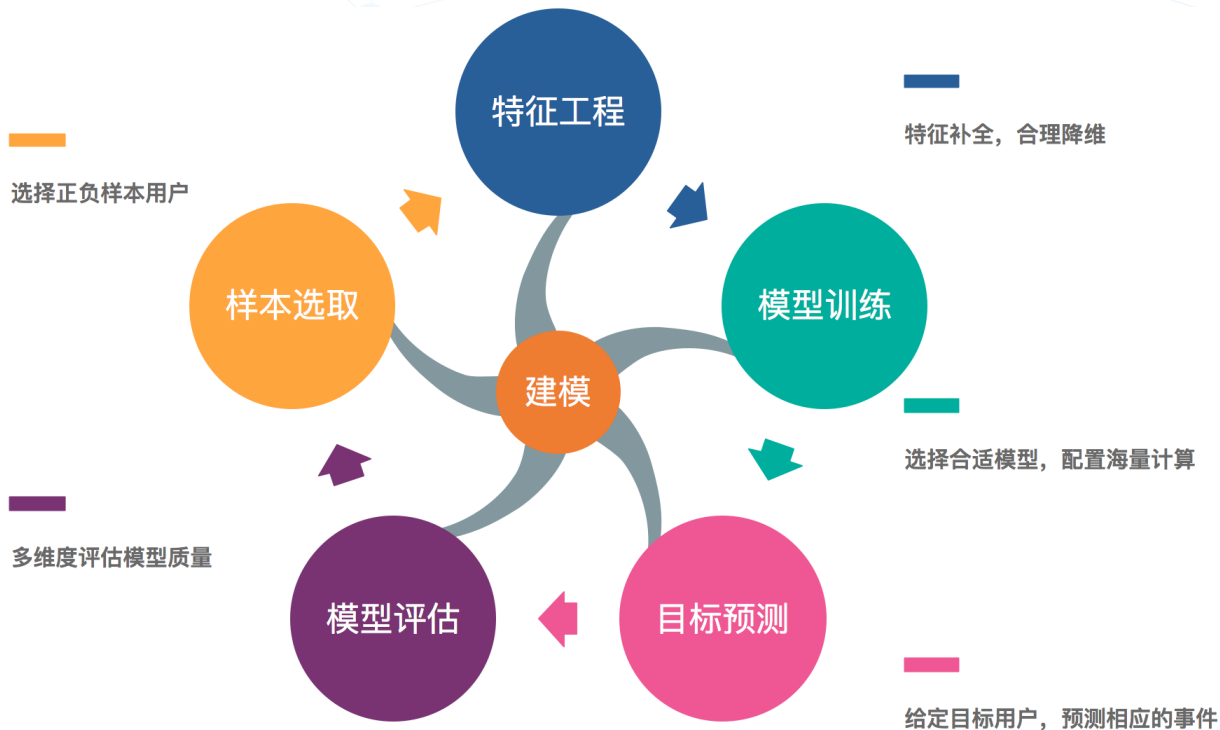 特征工程
特征补全，合理降维
选择正负样本用户
样本选取
模型训练
建模
选择合适模型，配置海量计算
多维度评估模型质量
模型评估
目标预测
给定目标用户，预测相应的事件